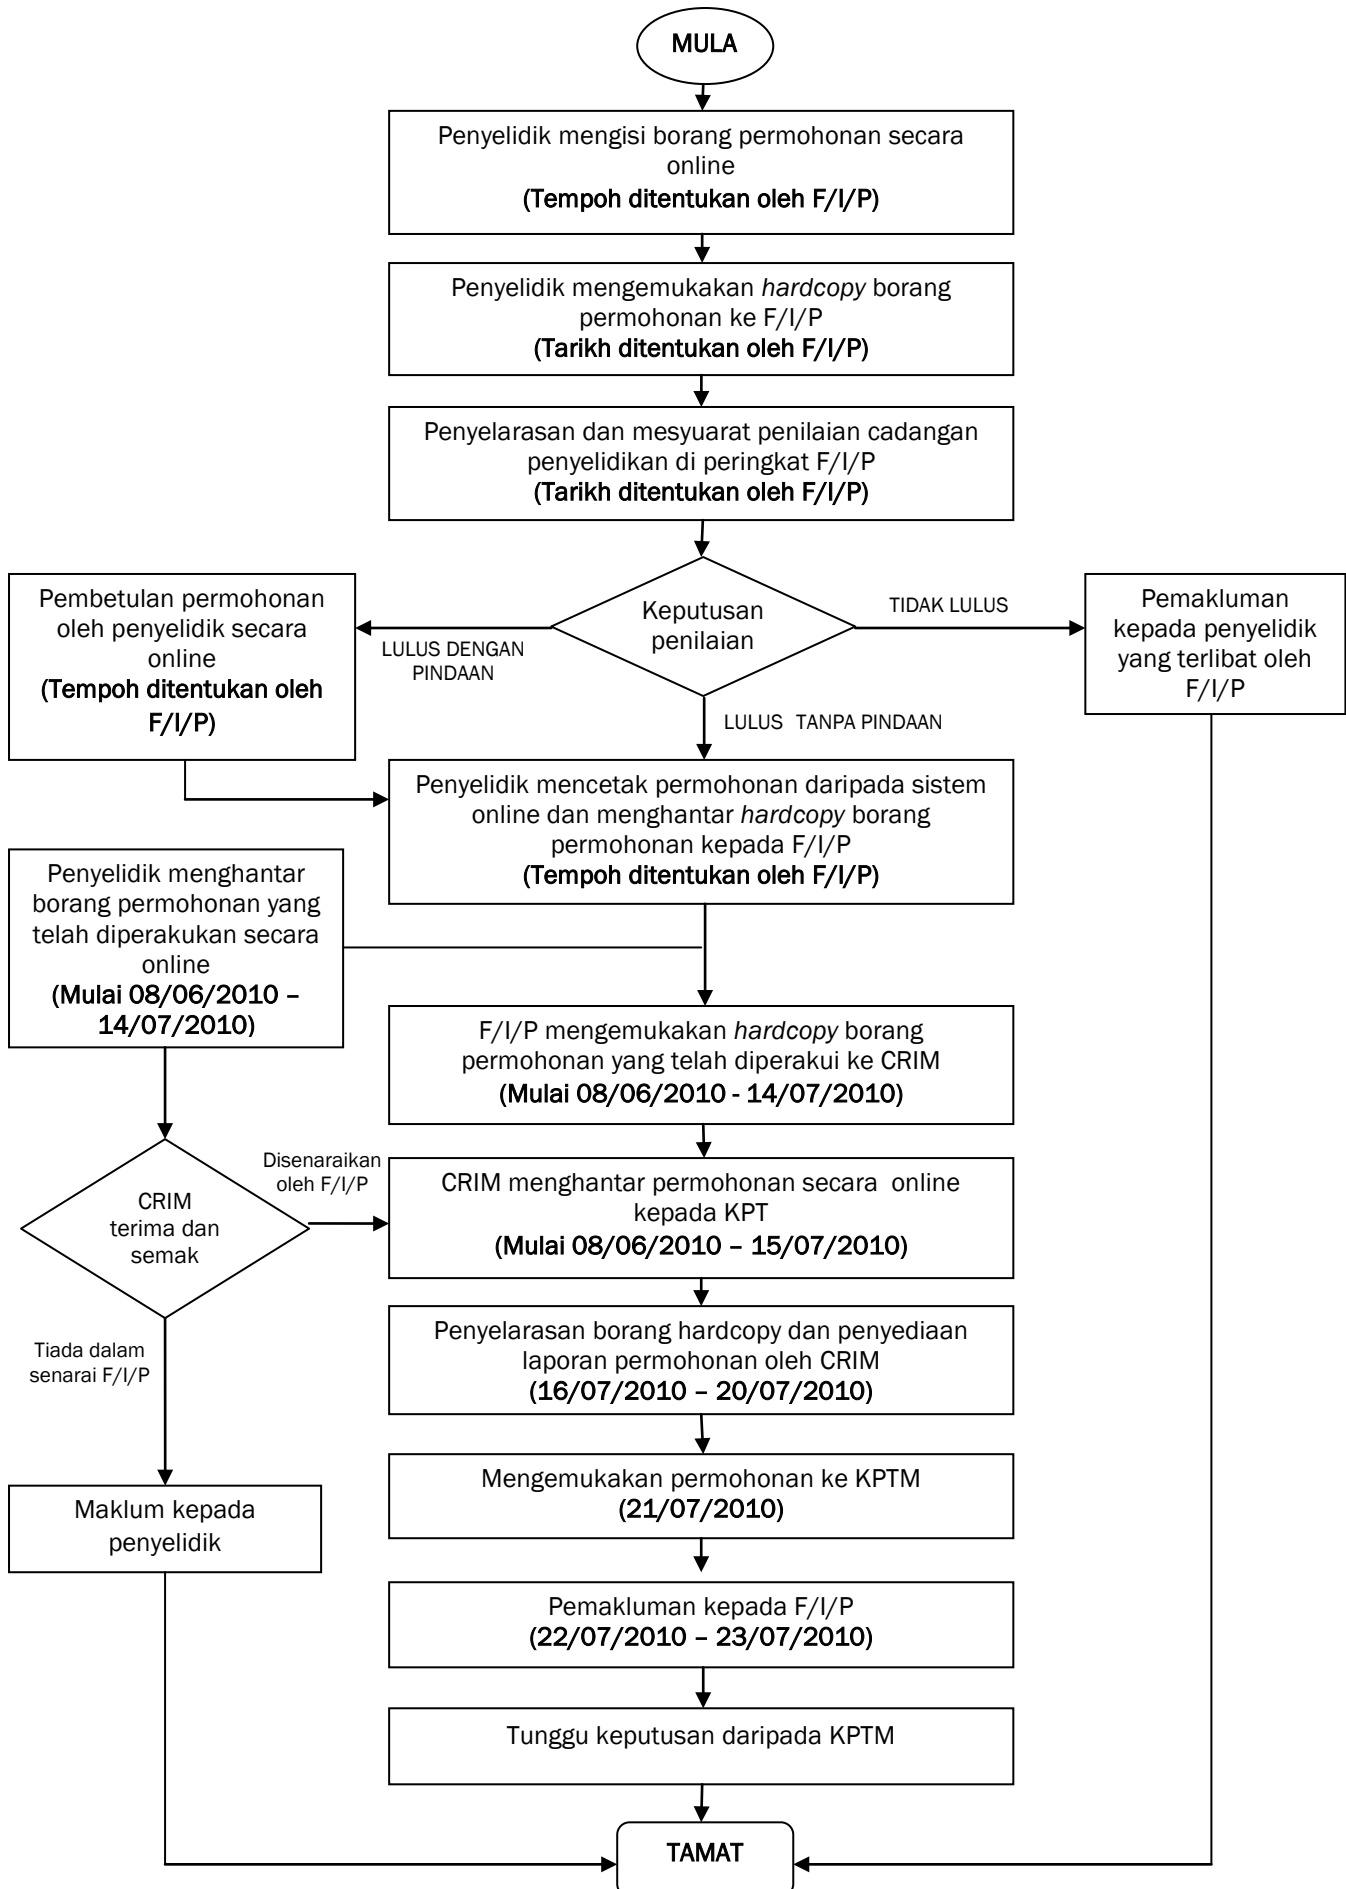 MULA
Penyelidik mengisi borang permohonan secara
online
(Tempoh ditentukan oleh F/I/P)
Penyelidik mengemukakan hardcopy borang
permohonan ke F/I/P
(Tarikh ditentukan oleh F/I/P)
Penyelarasan dan mesyuarat penilaian cadangan
penyelidikan di peringkat F/I/P
(Tarikh ditentukan oleh F/I/P)
Keputusan
penilaian
TIDAK LULUS
Pemakluman
kepada penyelidik
yang terlibat oleh
F/I/P
LULUS DENGAN
PINDAAN
Pembetulan permohonan
oleh penyelidik secara
online
(Tempoh ditentukan oleh
F/I/P)
LULUS TANPA PINDAAN
Penyelidik mencetak permohonan daripada sistem
online dan menghantar hardcopy borang
permohonan kepada F/I/P
(Tempoh ditentukan oleh F/I/P)
Penyelidik menghantar
borang permohonan yang
telah diperakukan secara
online
(Mulai 08/06/2010 –
14/07/2010)
F/I/P mengemukakan hardcopy borang
permohonan yang telah diperakui ke CRIM
(Mulai 08/06/2010 - 14/07/2010)
CRIM
terima dan
semak
Disenaraikan
oleh F/I/P
CRIM menghantar permohonan secara online
kepada KPT
(Mulai 08/06/2010 – 15/07/2010)
Tiada dalam
senarai F/I/P
Penyelarasan borang hardcopy dan penyediaan
laporan permohonan oleh CRIM
(16/07/2010 – 20/07/2010)
Mengemukakan permohonan ke KPTM
(21/07/2010)
Maklum kepada
penyelidik
Pemakluman kepada F/I/P
(22/07/2010 – 23/07/2010)
Tunggu keputusan daripada KPTM
TAMAT